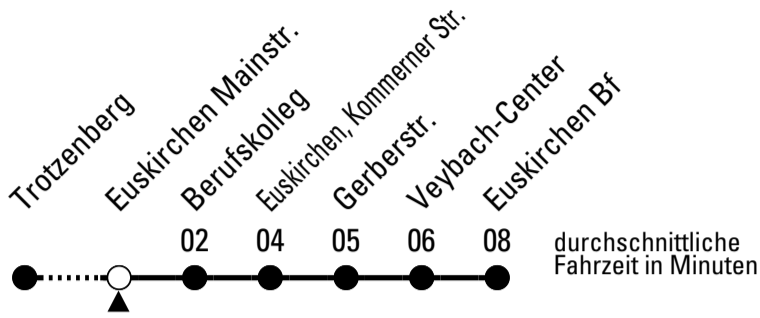 Trotzenberg
Euskirchen Mainstr.
Berufskolleg
Euskirchen, Kommerner Str.
Gerberstr.
Veybach-Center
Euskirchen Bf
02 04 05 06 08
durchschnittliche
Fahrzeit in Minuten